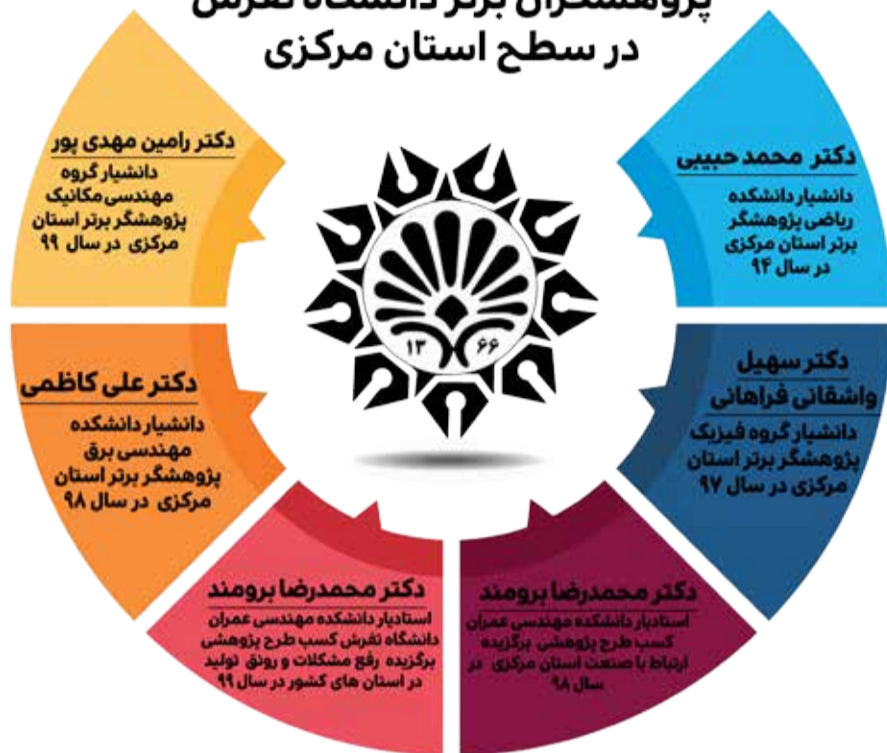 پژوهشگران برتر دانشگاه تفرش
در سطح استان مرکزی
دکتر محمد حبیبی
دانشیار دانشکده
ریاضی پژوهشگر
برتر استان مرکزی
در سال ۹۴
دکتر سهیل
واشقانی فراهانی
دانشیار گروه فیزیک
پژوهشگر برتر استان
مرکزی در سال ۹۷
دکتر محمدرضا برومند
استادیار دانشکده مهندسی عمران
کسب طرح پژوهشی برگزیده
ارتباط با صنعت استان مرکزی در
سال ۹۸
دکتر محمدرضا برومند
استادیار دانشکده مهندسی عمران
دانشگاه تفرش کسب طرح پژوهشی
برگزیده رفع مشکلات و رونق تولید
در استان های کشور در سال ۹۹
دکتر علی کاظمی
دانشیار دانشکده
مهندسی برق
پژوهشگر برتر استان
مرکزی در سال ۹۸
دکتر رامین مهدی پور
دانشیار گروه
مهندسی مکانیک
پژوهشگر برتر استان
مرکزی در سال ۹۹
۱۳ ۶۶